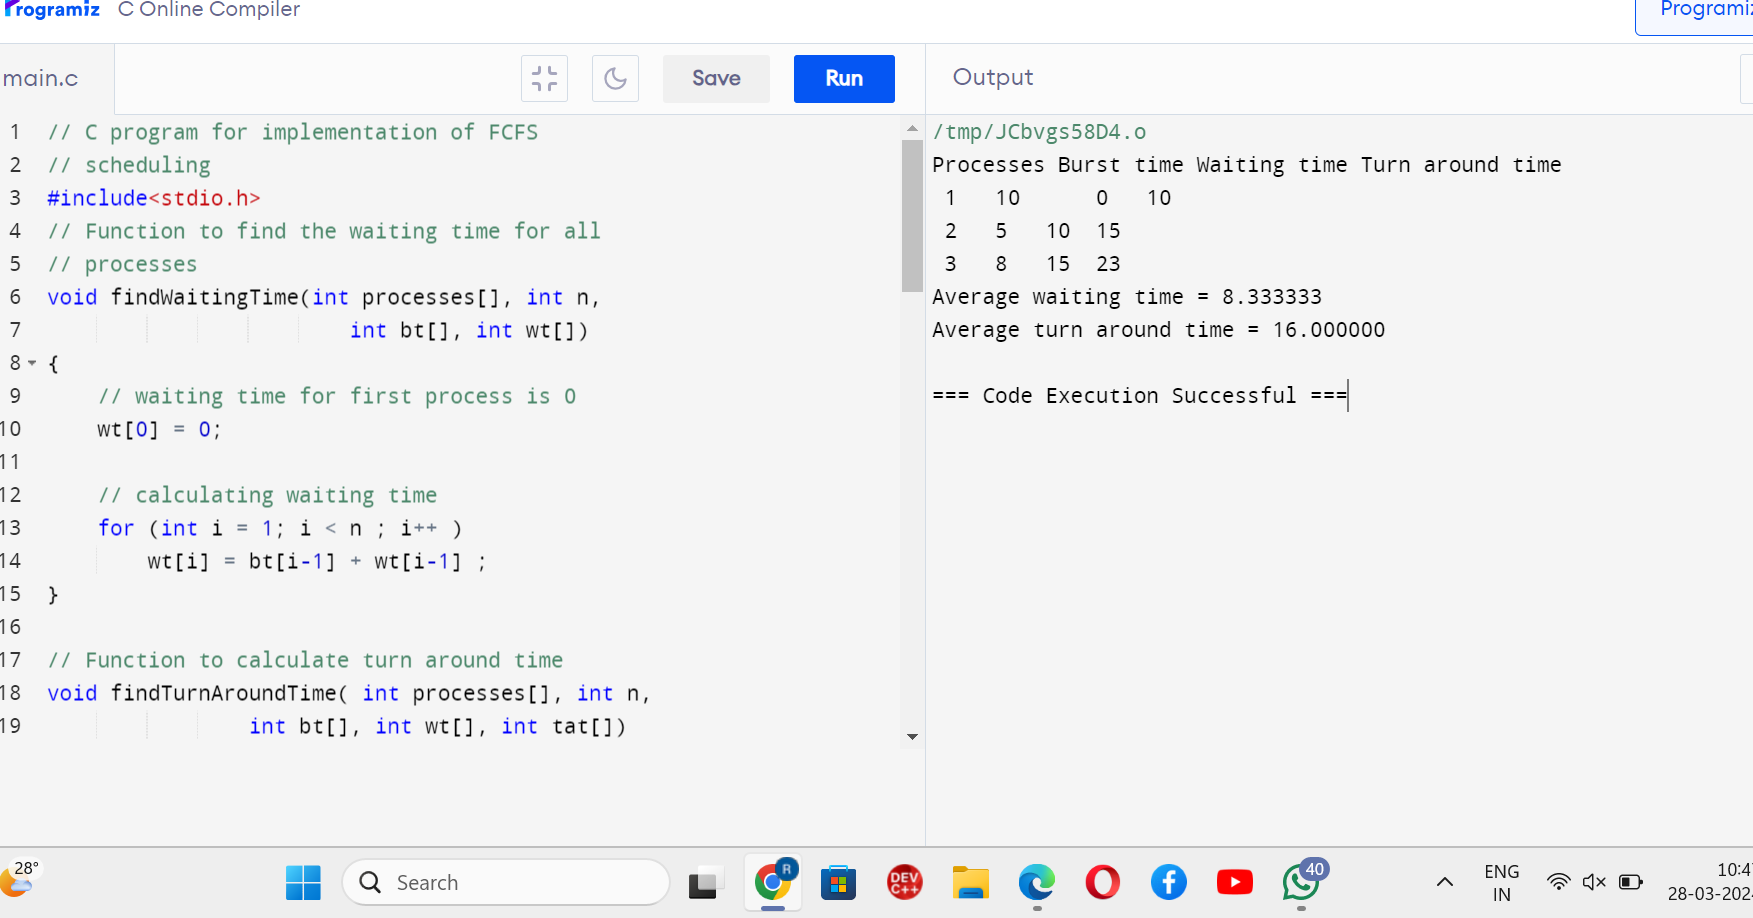 Programiz C Online Compiler
Programiz
main.c
Save
Run
Output
1 // C program for implementation of FCFS
2 // scheduling
3 #include<stdio.h>
4 // Function to find the waiting time for all
5 // processes
6 void findWaitingTime(int processes[], int n,
7 int bt[], int wt[])
8 {
9 // waiting time for first process is 0
10 wt[0] = 0;
11
12 // calculating waiting time
13 for (int i = 1; i < n ; i++ )
14 wt[i] = bt[i-1] + wt[i-1] ;
15 }
16
17 // Function to calculate turn around time
18 void findTurnAroundTime( int processes[], int n,
19 int bt[], int wt[], int tat[])
/tmp/JCbvgs58D4.o
Processes Burst time Waiting time Turn around time
1 10 0 10
2 5 10 15
3 8 15 23
Average waiting time = 8.333333
Average turn around time = 16.000000
=== Code Execution Successful ===
28°
Search
R
DEV
C++
40
ENG
IN
10:4
28-03-202